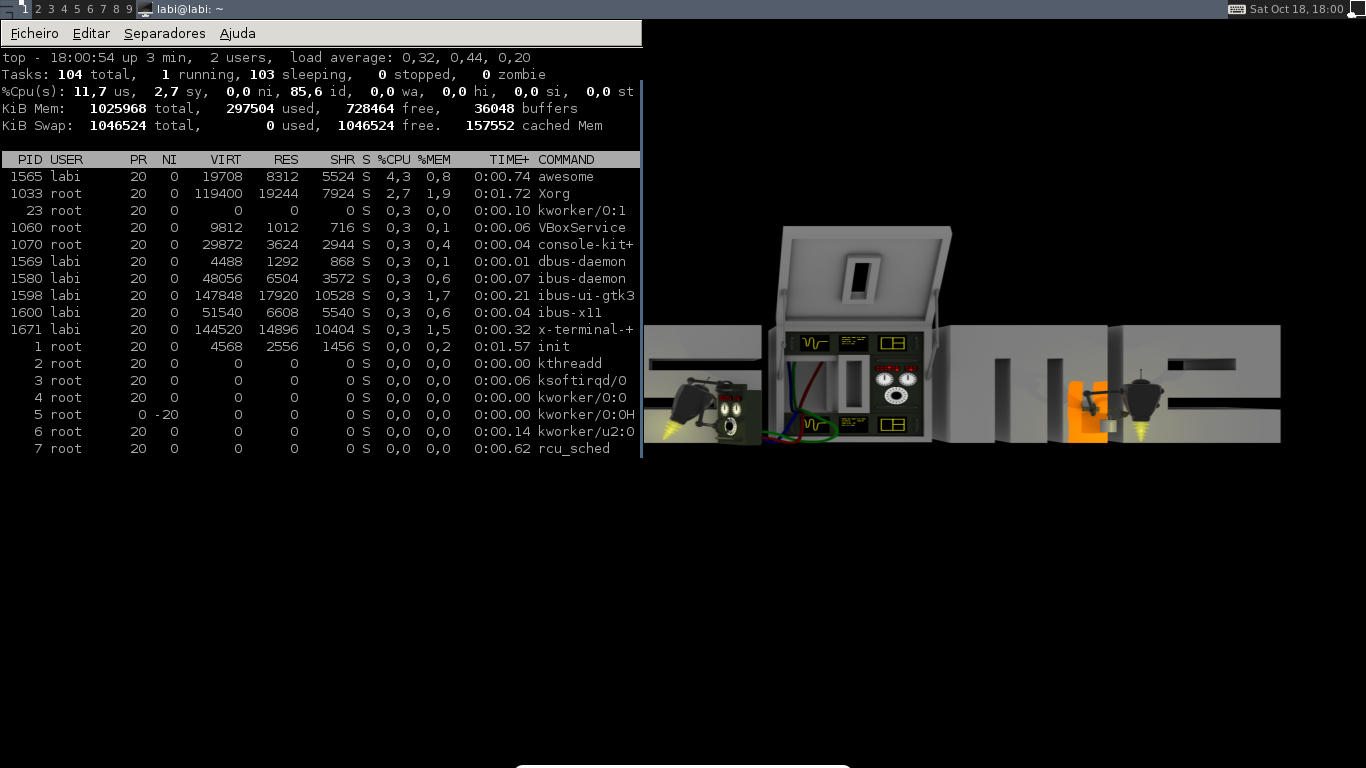 1 2 3 4 5 6 7 8 9 labi@labi: ~ Sat Oct 18, 18:00
Ficheiro Editar Separadores Ajuda
top - 18:00:54 up 3 min,  2 users,  load average: 0,32, 0,44, 0,20
Tasks: 104 total,   1 running, 103 sleeping,   0 stopped,   0 zombie
%Cpu(s): 11,7 us,  2,7 sy,  0,0 ni, 85,6 id,  0,0 wa,  0,0 hi,  0,0 si,  0,0 st
KiB Mem:   1025968 total,   297504 used,   728464 free,    36048 buffers
KiB Swap:  1046524 total,        0 used,  1046524 free.   157552 cached Mem
PID USER      PR  NI    VIRT    RES    SHR S %CPU %MEM     TIME+ COMMAND
1565 labi      20   0   19708   8312   5524 S  4,3  0,8   0:00.74 awesome
1033 root      20   0  119400  19244   7924 S  2,7  1,9   0:01.72 Xorg
23 root      20   0       0      0      0 S  0,3  0,0   0:00.10 kworker/0:1
1060 root      20   0    9812   1012    716 S  0,3  0,1   0:00.06 VBoxService
1070 root      20   0   29872   3624   2944 S  0,3  0,4   0:00.04 console-kit+
1569 labi      20   0    4488   1292    868 S  0,3  0,1   0:00.01 dbus-daemon
1580 labi      20   0   48056   6504   3572 S  0,3  0,6   0:00.07 ibus-daemon
1598 labi      20   0  147848  17920  10528 S  0,3  1,7   0:00.21 ibus-ui-gtk3
1600 labi      20   0   51540   6608   5540 S  0,3  0,6   0:00.04 ibus-x11
1671 labi      20   0  144520  14896  10404 S  0,3  1,5   0:00.32 x-terminal-+
1 root      20   0    4568   2556   1456 S  0,0  0,2   0:01.57 init
2 root      20   0       0      0      0 S  0,0  0,0   0:00.00 kthreadd
3 root      20   0       0      0      0 S  0,0  0,0   0:00.06 ksoftirqd/0
4 root      20   0       0      0      0 S  0,0  0,0   0:00.00 kworker/0:0
5 root       0 -20       0      0      0 S  0,0  0,0   0:00.00 kworker/0:0H
6 root      20   0       0      0      0 S  0,0  0,0   0:00.14 kworker/u2:0
7 root      20   0       0      0      0 S  0,0  0,0   0:00.62 rcu_sched